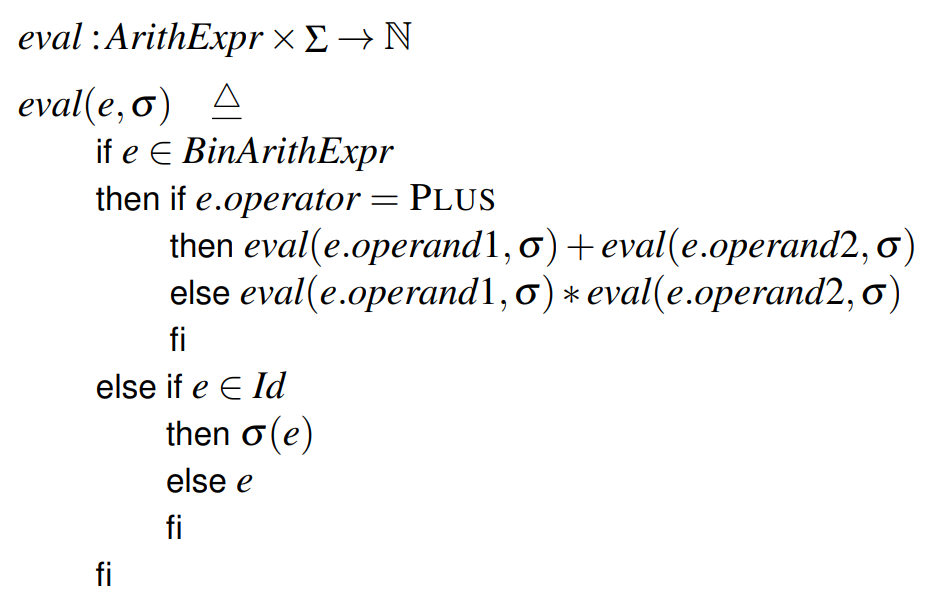 eval : ArithExpr × Σ → ℕ
eval(e, σ) ≜
if e ∈ BinArithExpr
then if e.operator = PLUS
then eval(e.operand1, σ) + eval(e.operand2, σ)
else eval(e.operand1, σ) ∗ eval(e.operand2, σ)
fi
else if e ∈ Id
then σ(e)
else e
fi
fi